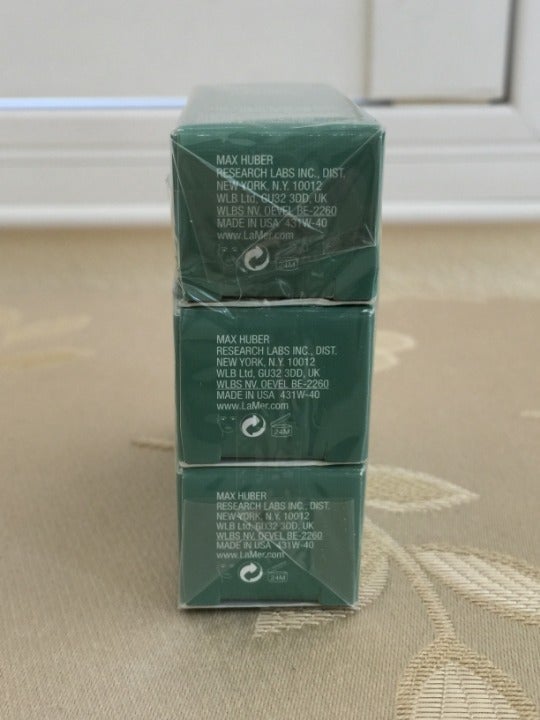 MAX HUBER
RESEARCH LABS INC., DIST.
NEW YORK, N.Y. 10012
WLB Ltd. GU32 3DD, UK
WLBS NV. OEVEL BE-2260
MADE IN USA 431W-40
www.LaMer.com
24M
MAX HUBER
RESEARCH LABS INC., DIST.
NEW YORK, N.Y. 10012
WLB Ltd, GU32 3DD, UK
WLBS NV. OEVEL BE-2260
MADE IN USA 431W-40
www.LaMer.com
24M
MAX HUBER
RESEARCH LABS INC., DIST.
NEW YORK, N.Y. 10012
WLB Ltd. GU32 3DD, UK
WLBS NV. OEVEL BE-2260
MADE IN USA 431W-40
www.LaMer.com
24M